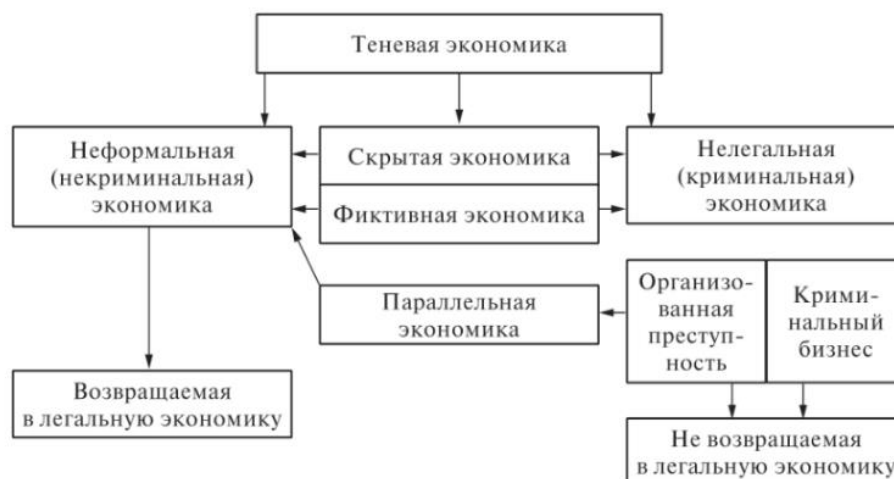 Теневая экономика
Неформальная
(некриминальная)
экономика
Скрытая экономика
Фиктивная экономика
Нелегальная
(криминальная)
экономика
Параллельная
экономика
Организо-
ванная
преступ-
ность
Крими-
нальный
бизнес
Возвращаемая
в легальную экономику
Не возвращаемая
в легальную экономику